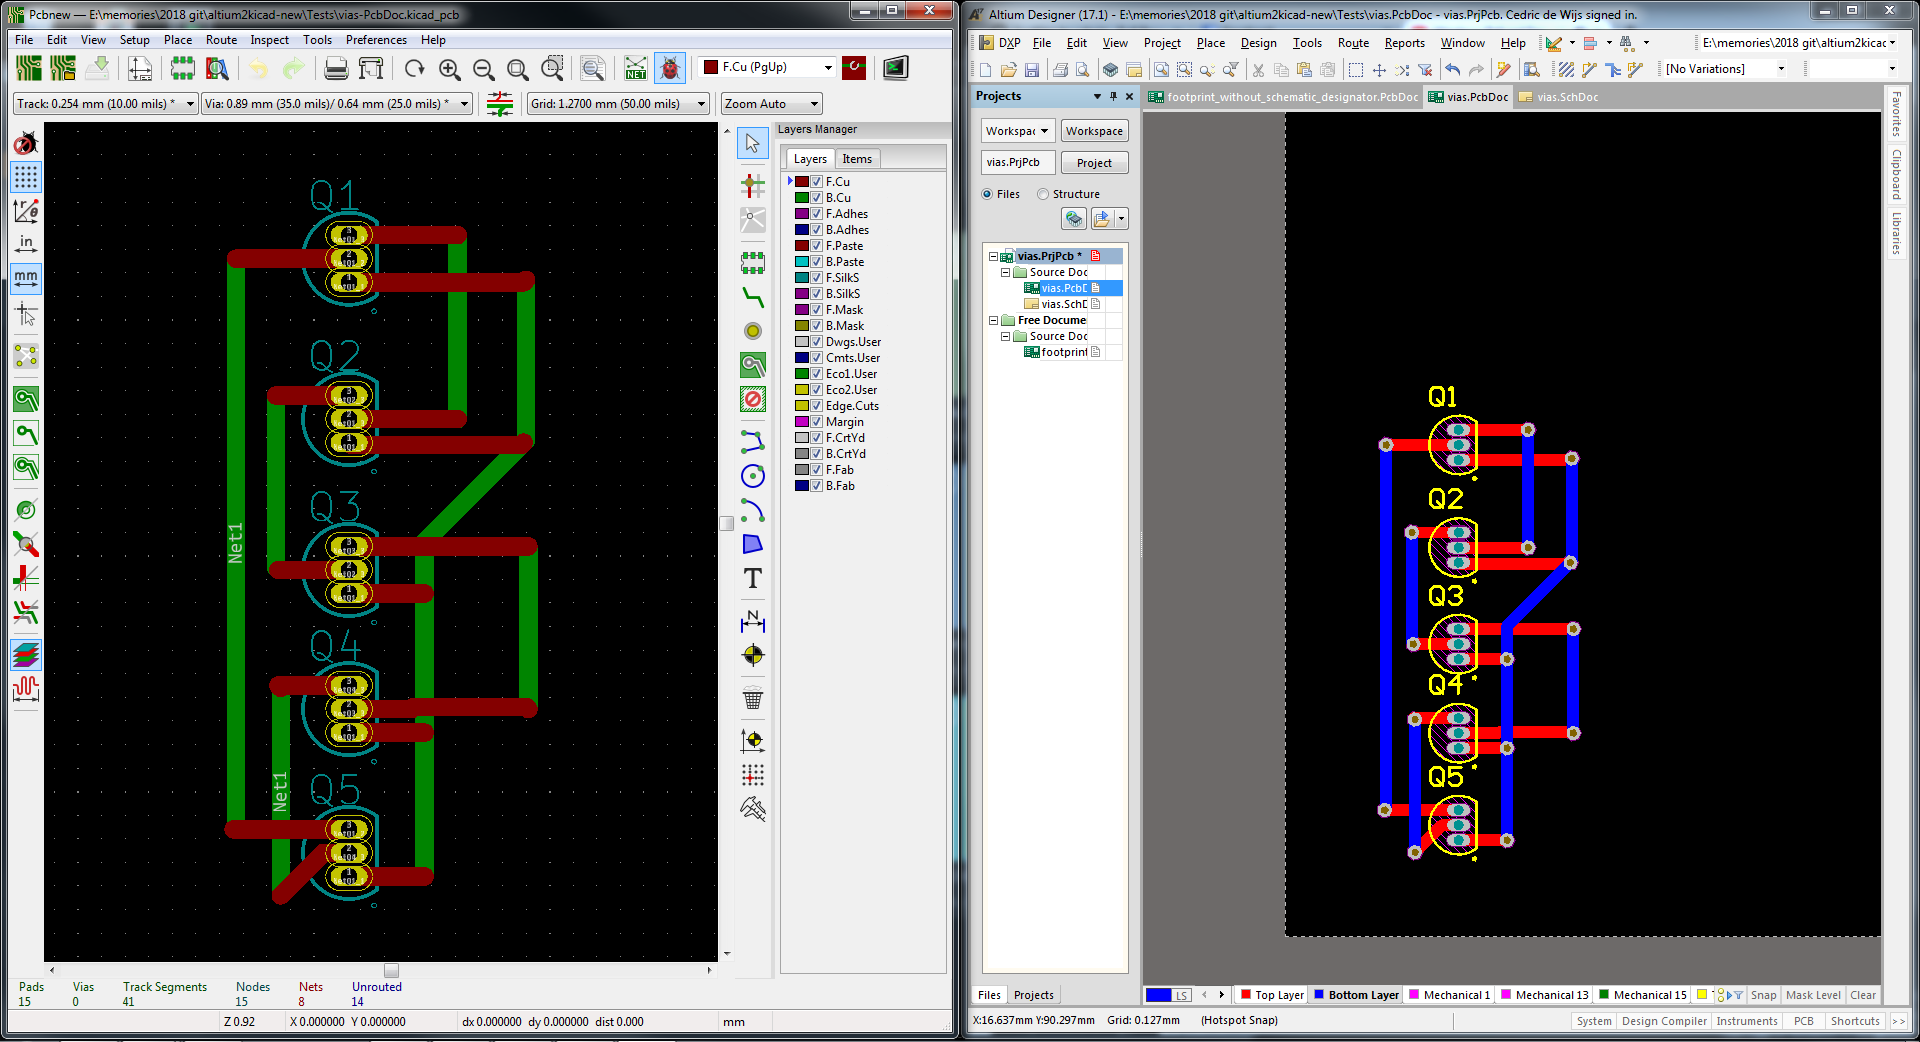 Pcbnew — E:\memories\2018 git\altium2kicad-new\Tests\vias-PcbDoc.kicad_pcb
File Edit View Setup Place Route Inspect Tools Preferences Help
NET
F.Cu (PgUp)
Track: 0.254 mm (10.00 mils) *
Via: 0.89 mm (35.0 mils)/ 0.64 mm (25.0 mils) *
Grid: 1.2700 mm (50.00 mils)
Zoom Auto
in
mm
Q1
Q2
Q3
Q4
Q5
Net1
Net1
T
N
Layers Manager
Layers Items
F.Cu
B.Cu
F.Adhes
B.Adhes
F.Paste
B.Paste
F.SilkS
B.SilkS
F.Mask
B.Mask
Dwgs.User
Cmts.User
Eco1.User
Eco2.User
Edge.Cuts
Margin
F.CrtYd
B.CrtYd
F.Fab
B.Fab
Pads Vias Track Segments Nodes Nets Unrouted
15 0 41 15 8 14
Z 0.92 X 0.000000 Y 0.000000 dx 0.000000 dy 0.000000 dist 0.000 mm
Altium Designer (17.1) - E:\memories\2018 git\altium2kicad-new\Tests\vias.PcbDoc - vias.PrjPcb. Cedric de Wijs signed in.
DXP File Edit View Project Place Design Tools Route Reports Window Help
E:\memories\2018 git\altium2kicac
[No Variations]
Projects
footprint_without_schematic_designator.PcbDoc vias.PcbDoc vias.SchDoc
Workspac Workspace
vias.PrjPcb Project
Files Structure
vias.PrjPcb *
Source Doc
vias.PcbD
vias.SchD
Free Docume
Source Doc
footprint
Q1
Q2
Q3
Q4
Q5
Favorites
Clipboard
Libraries
Files Projects
LS Top Layer Bottom Layer Mechanical 1 Mechanical 13 Mechanical 15 Snap Mask Level Clear
X:16.637mm Y:90.297mm Grid: 0.127mm (Hotspot Snap)
System Design Compiler Instruments PCB Shortcuts >>